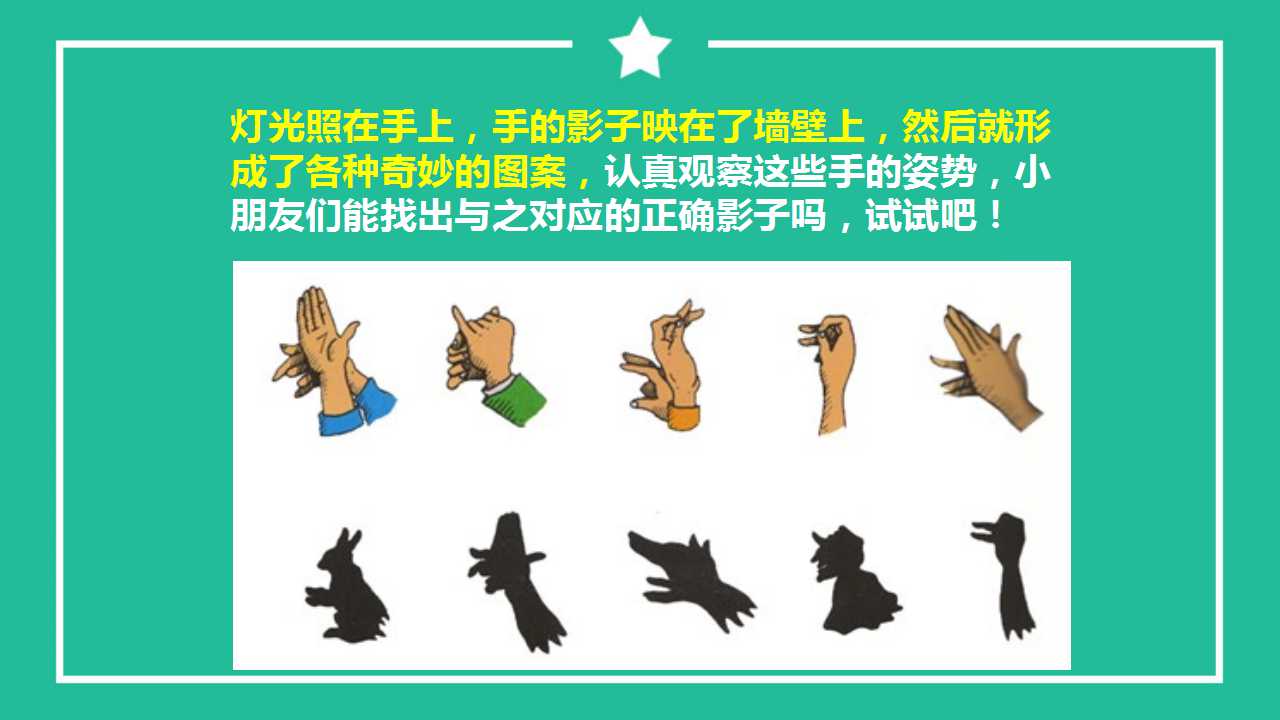 灯光照在手上，手的影子映在了墙壁上，然后就形
成了各种奇妙的图案，认真观察这些手的姿势，小
朋友们能找出与之对应的正确影子吗，试试吧！